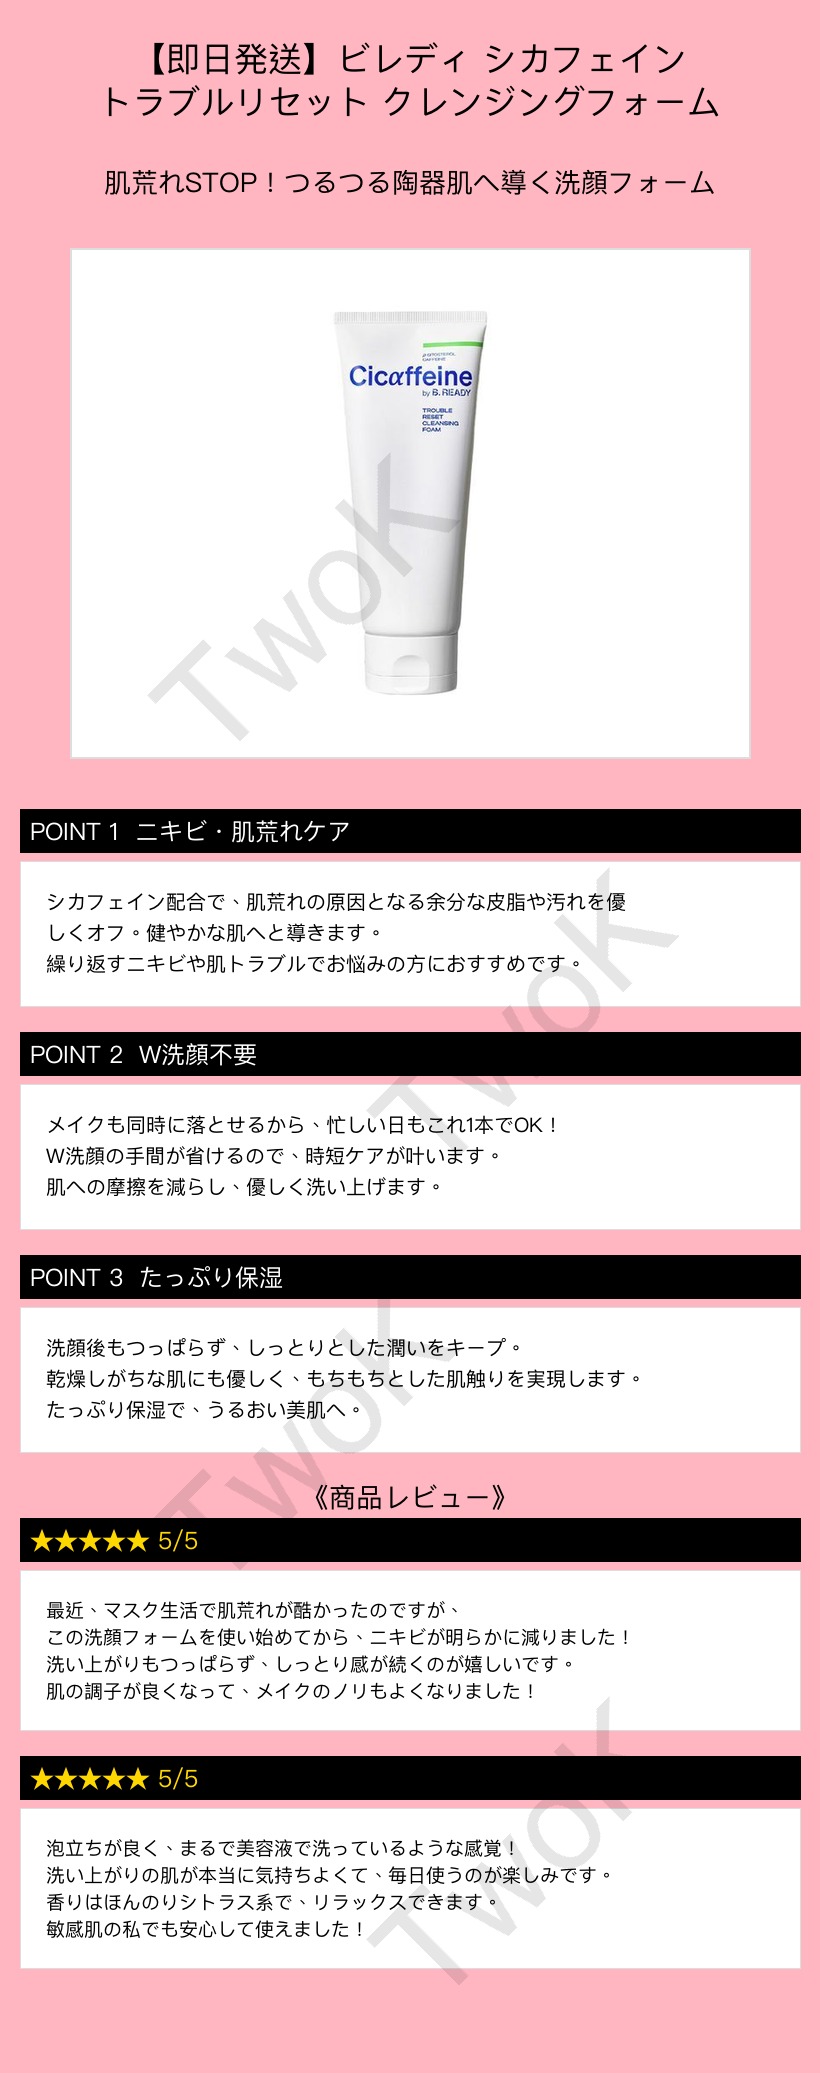 【即日発送】ビレディ シカフェイン
トラブルリセット クレンジングフォーム
肌荒れSTOP！つるつる陶器肌へ導く洗顔フォーム
β-SITOSTEROL
CAFFEINE
Cicαffeine
by B. READY
TROUBLE
RESET
CLEANSING
FOAM
TwoK
POINT 1 ニキビ・肌荒れケア
シカフェイン配合で、肌荒れの原因となる余分な皮脂や汚れを優
しくオフ。健やかな肌へと導きます。
繰り返すニキビや肌トラブルでお悩みの方におすすめです。
TwoK
POINT 2 W洗顔不要
メイクも同時に落とせるから、忙しい日もこれ1本でOK！
W洗顔の手間が省けるので、時短ケアが叶います。
肌への摩擦を減らし、優しく洗い上げます。
POINT 3 たっぷり保湿
洗顔後もつっぱらず、しっとりとした潤いをキープ。
乾燥しがちな肌にも優しく、もちもちとした肌触りを実現します。
たっぷり保湿で、うるおい美肌へ。
TwoK
《商品レビュー》
★★★★★ 5/5
最近、マスク生活で肌荒れが酷かったのですが、
この洗顔フォームを使い始めてから、ニキビが明らかに減りました！
洗い上がりもつっぱらず、しっとり感が続くのが嬉しいです。
肌の調子が良くなって、メイクのノリもよくなりました！
★★★★★ 5/5
泡立ちが良く、まるで美容液で洗っているような感覚！
洗い上がりの肌が本当に気持ちよくて、毎日使うのが楽しみです。
香りはほんのりシトラス系で、リラックスできます。
敏感肌の私でも安心して使えました！
TwoK